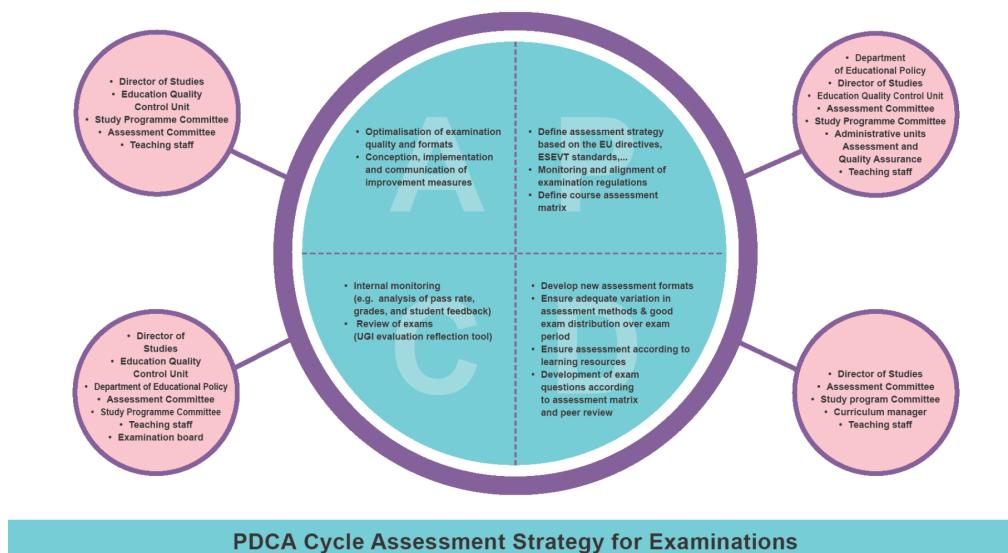 • Director of Studies
• Education Quality
Control Unit
• Study Programme Committee
• Assessment Committee
• Teaching staff
A
• Optimalisation of examination
quality and formats
• Conception, implementation
and communication of
improvement measures
P
• Define assessment strategy
based on the EU directives,
ESEVT standards,...
• Monitoring and alignment of
examination regulations
• Define course assessment
matrix
• Department
of Educational Policy
• Director of Studies
• Education Quality Control Unit
• Assessment Committee
• Study Programme Committee
• Administrative units
Assessment and
Quality Assurance
• Teaching staff
• Director of
Studies
• Education Quality
Control Unit
• Department of Educational Policy
• Assessment Committee
• Study Programme Committee
• Teaching staff
• Examination board
C
• Internal monitoring
(e.g. analysis of pass rate,
grades, and student feedback)
• Review of exams
(UGI evaluation reflection tool)
D
• Develop new assessment formats
• Ensure adequate variation in
assessment methods & good
exam distribution over exam
period
• Ensure assessment according to
learning resources
• Development of exam
questions according
to assessment matrix
and peer review
• Director of Studies
• Assessment Committee
• Study program Committee
• Curriculum manager
• Teaching staff
PDCA Cycle Assessment Strategy for Examinations